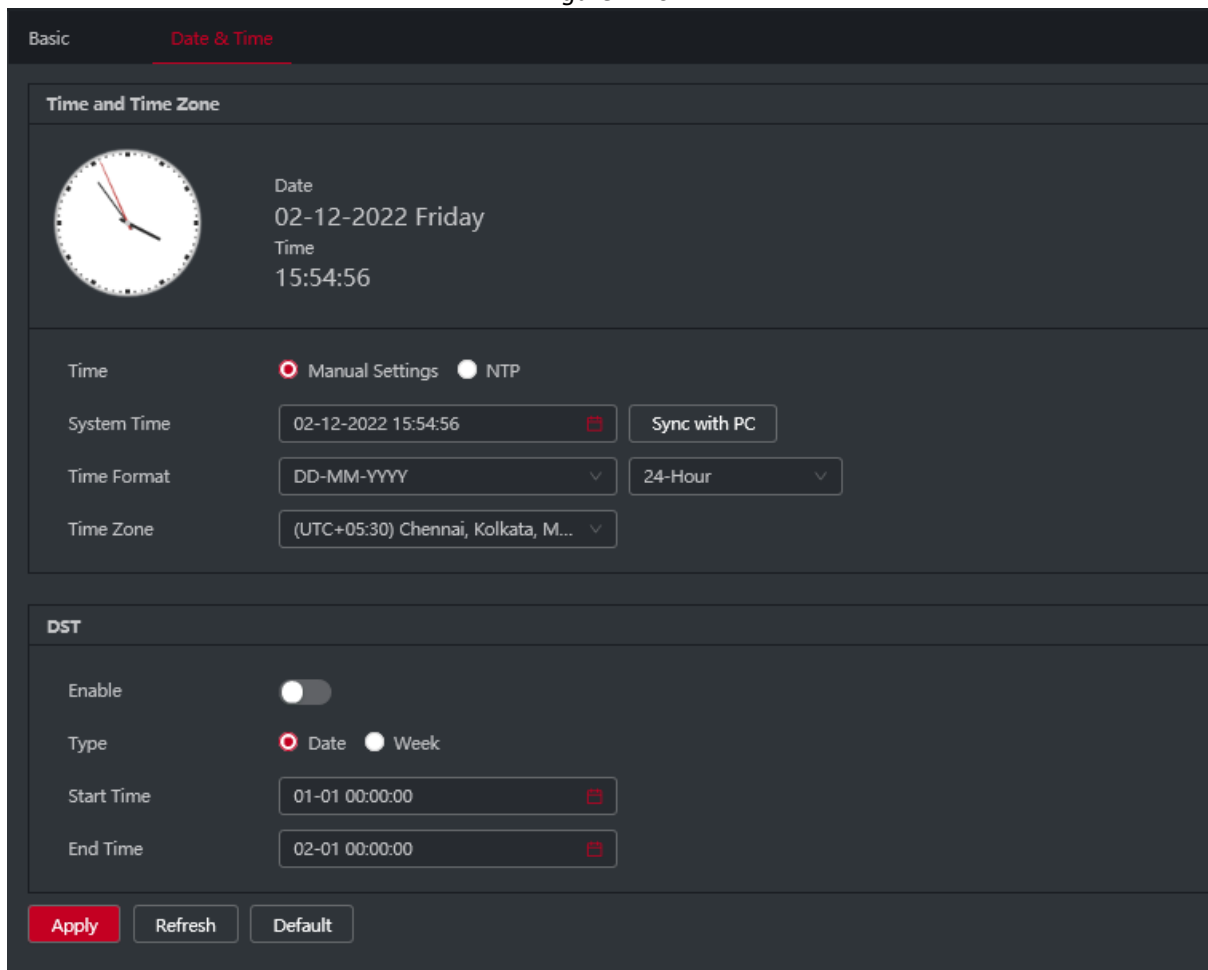 Basic Date & Time
Time and Time Zone
Date
02-12-2022 Friday
Time
15:54:56
Time Manual Settings NTP
System Time 02-12-2022 15:54:56 Sync with PC
Time Format DD-MM-YYYY 24-Hour
Time Zone (UTC+05:30) Chennai, Kolkata, M...
DST
Enable
Type Date Week
Start Time 01-01 00:00:00
End Time 02-01 00:00:00
Apply Refresh Default